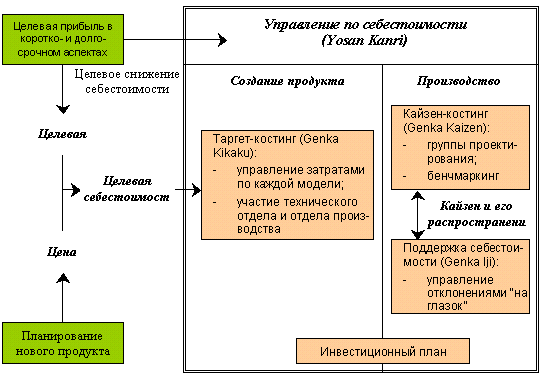 Целевая прибыль в
коротко- и долго-
срочном аспектах
Целевое снижение
себестоимости
Целевая
Целевая
себестоимост
Цена
Планирование
нового продукта
Управление по себестоимости
(Yosan Kanri)
Создание продукта
Таргет-костинг (Genka
Kikaku):
- управление затратами
по каждой модели;
- участие технического
отдела и отдела произ-
водства
Производство
Кайзен-костинг
(Genka Kaizen):
- группы проекти-
рования;
- бенчмаркинг
Кайзен и его
распространени
Поддержка себестои-
мости (Genka Iji):
- управление
отклонениями "на
глазок"
Инвестиционный план